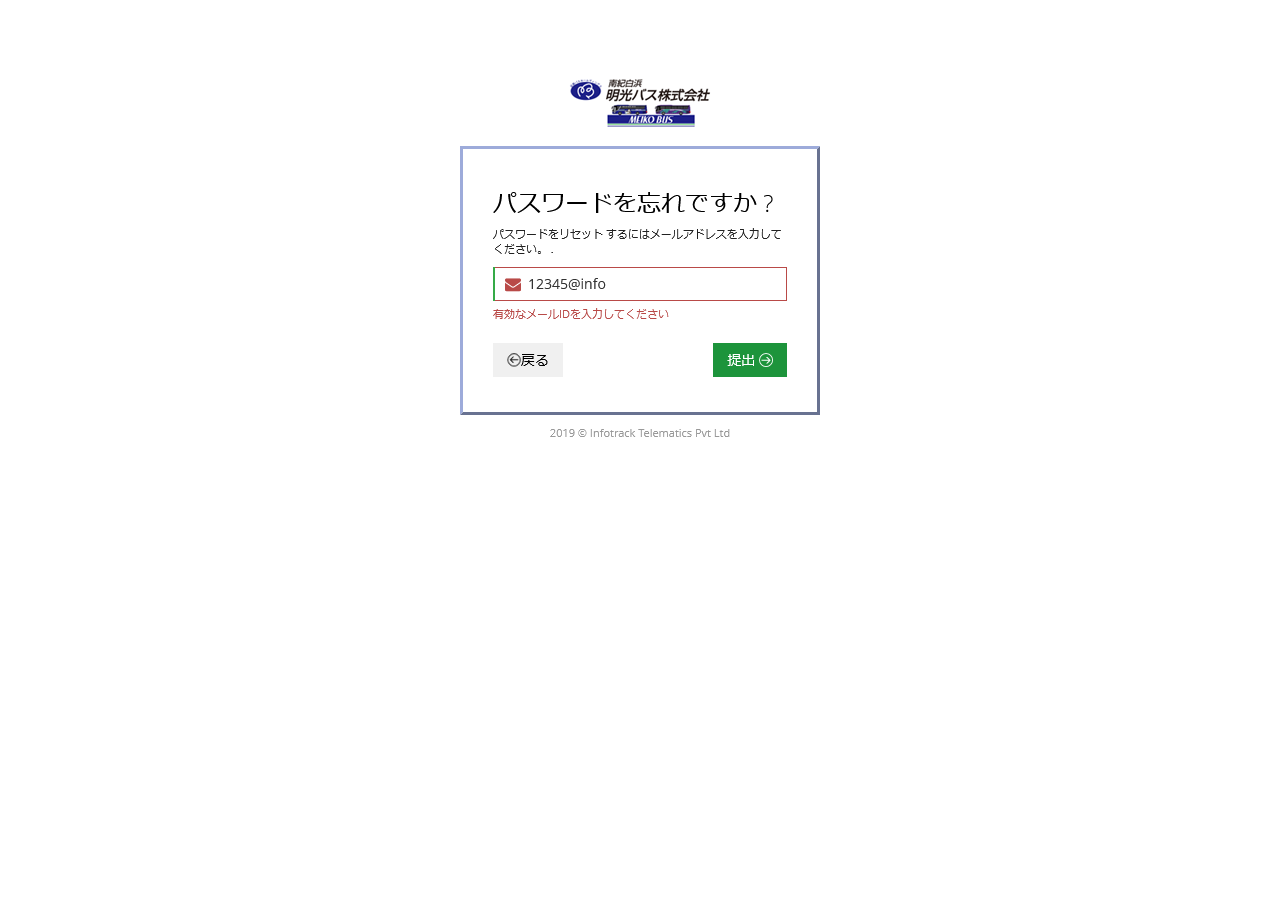 南紀白浜
明光バス株式会社
MEIKO BUS
パスワードを忘れですか ?
パスワードをリセット するにはメールアドレスを入力して
ください。 .
12345@info
有効なメールIDを入力してください
戻る
提出
2019 © Infotrack Telematics Pvt Ltd